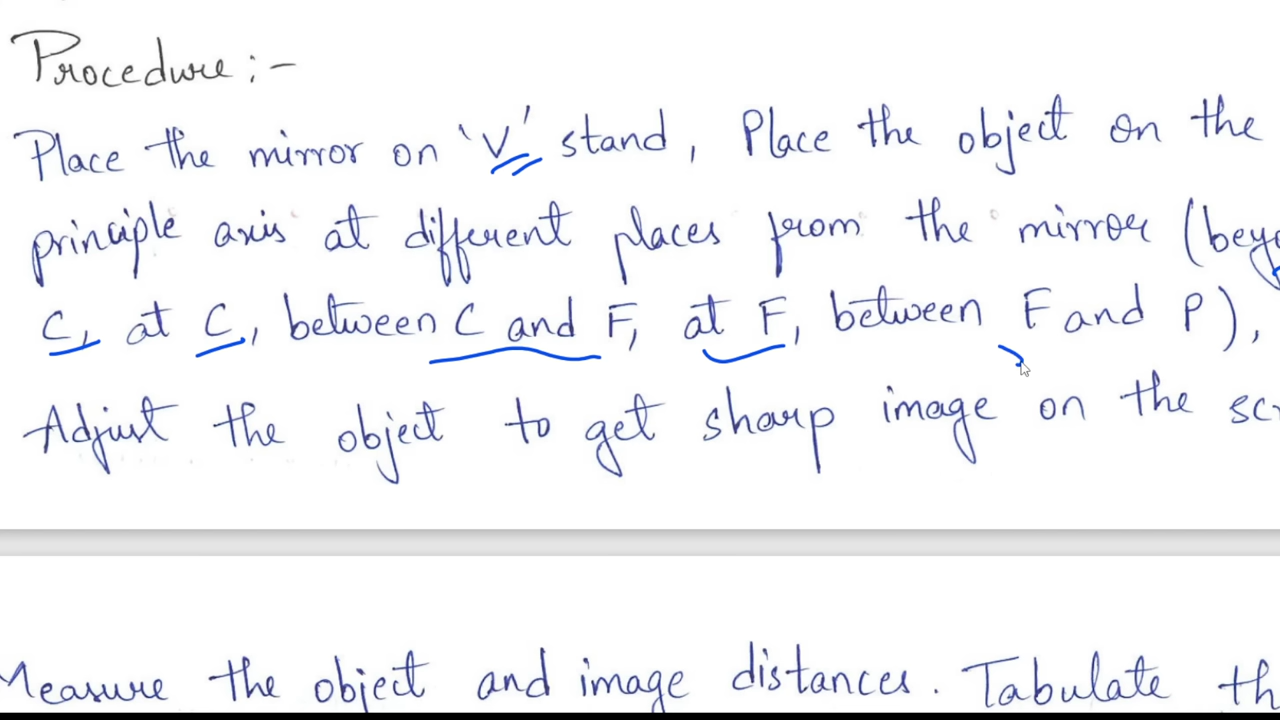 Procedure :-
Place the mirror on 'V' stand, Place the object on the
principle axis at different places from the mirror (bey
C, at C, between C and F, at F, between F and P),
Adjust the object to get sharp image on the sc
Measure the object and image distances. Tabulate th